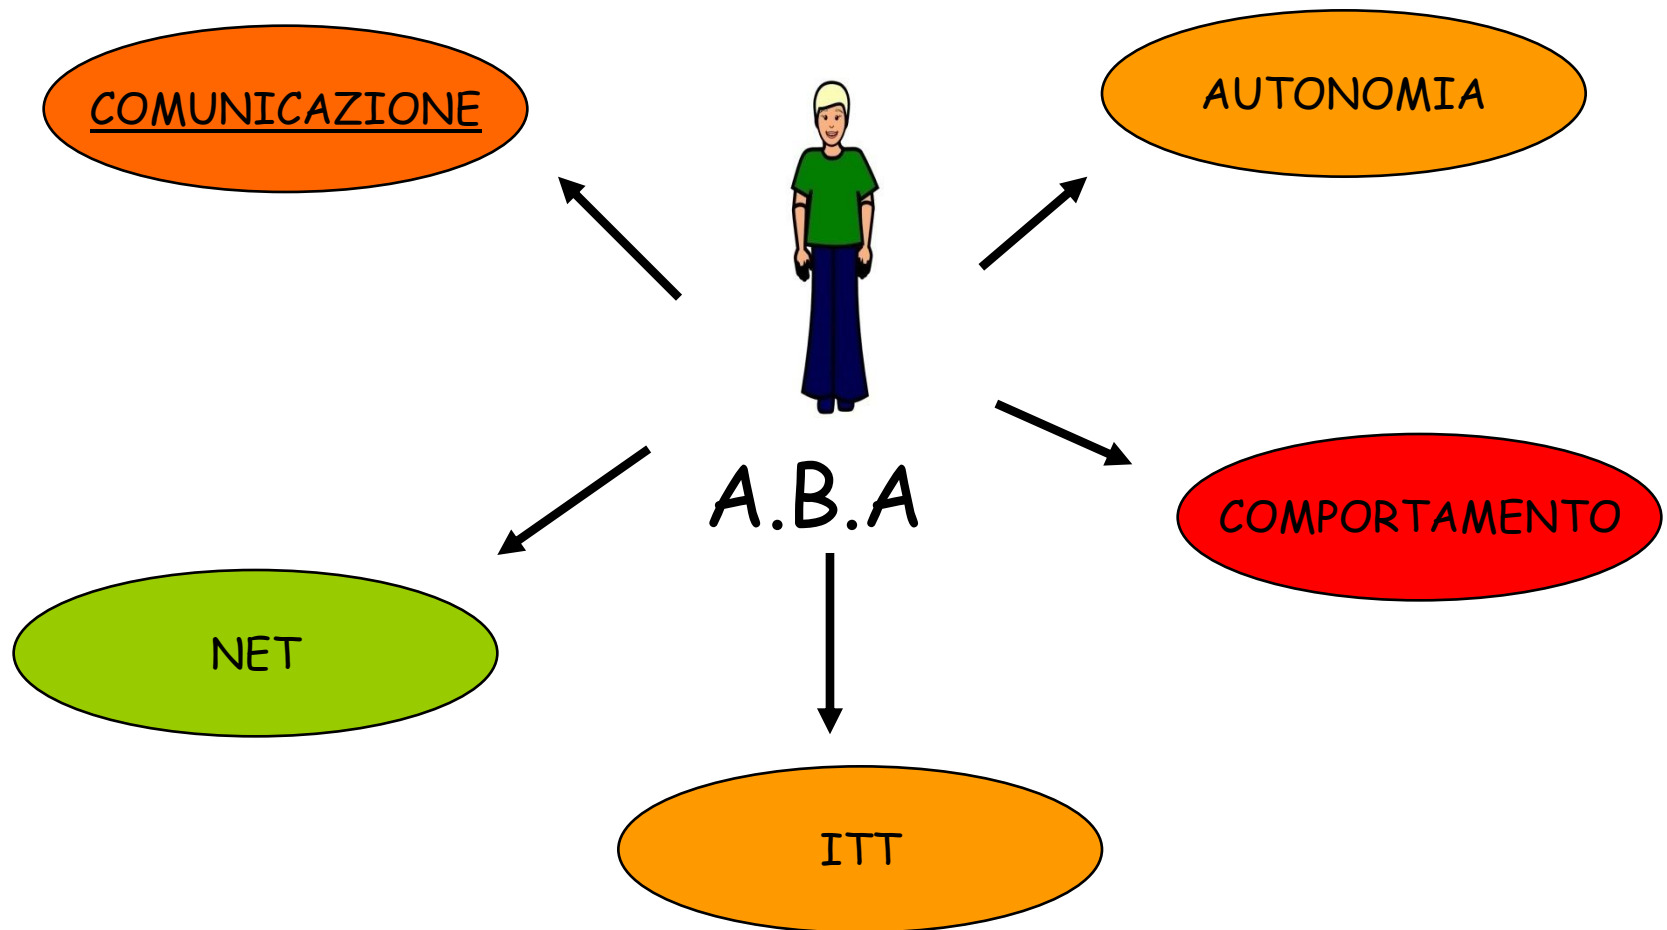 COMUNICAZIONE
AUTONOMIA
A.B.A
COMPORTAMENTO
NET
ITT